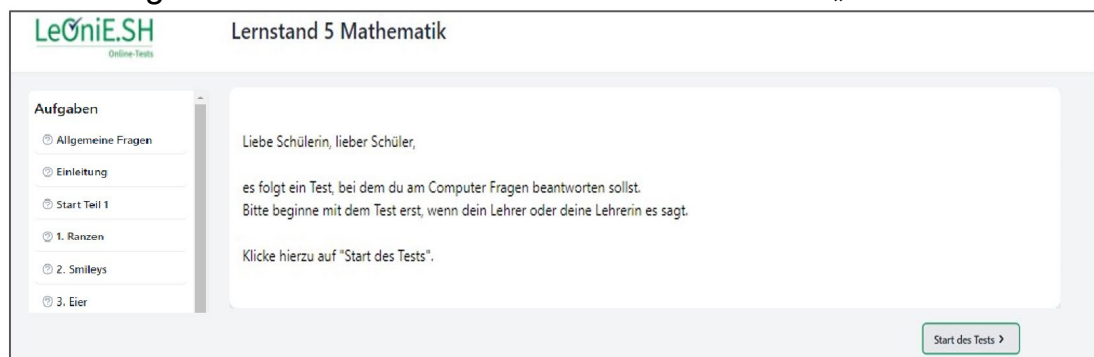 LeOniE.SH
Online-Tests
Lernstand 5 Mathematik
Aufgaben
Allgemeine Fragen
Einleitung
Start Teil 1
1. Ranzen
2. Smileys
3. Eier
Liebe Schülerin, lieber Schüler,
es folgt ein Test, bei dem du am Computer Fragen beantworten sollst.
Bitte beginne mit dem Test erst, wenn dein Lehrer oder deine Lehrerin es sagt.
Klicke hierzu auf "Start des Tests".
Start des Tests